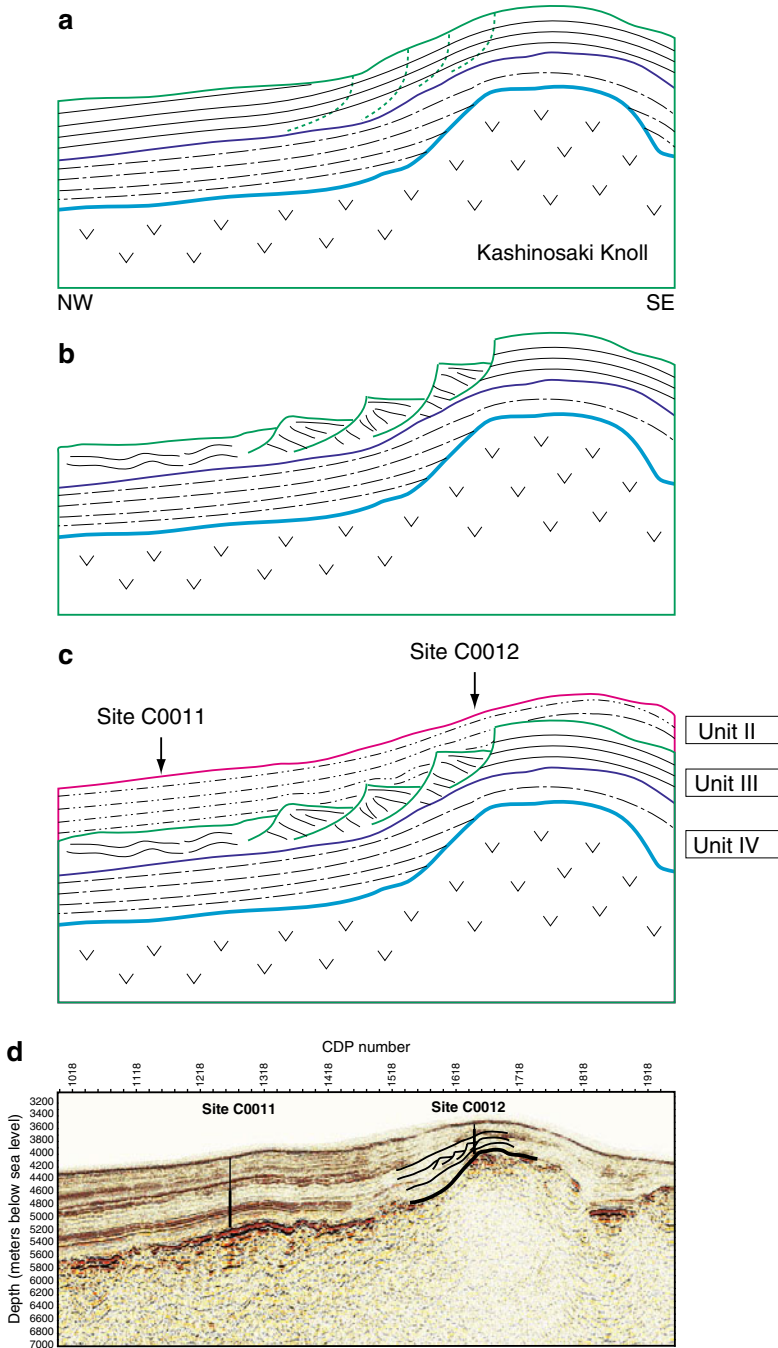 a
Kashinosaki Knoll
NW SE
b
c
Site C0012
Site C0011
Unit II
Unit III
Unit IV
d
CDP number
1018 1118 1218 1318 1418 1518 1618 1718 1818 1918
Depth (meters below sea level)
Site C0011 Site C0012
3200
3400
3600
3800
4000
4200
4400
4600
4800
5000
5200
5400
5600
5800
6000
6200
6400
6600
6800
7000